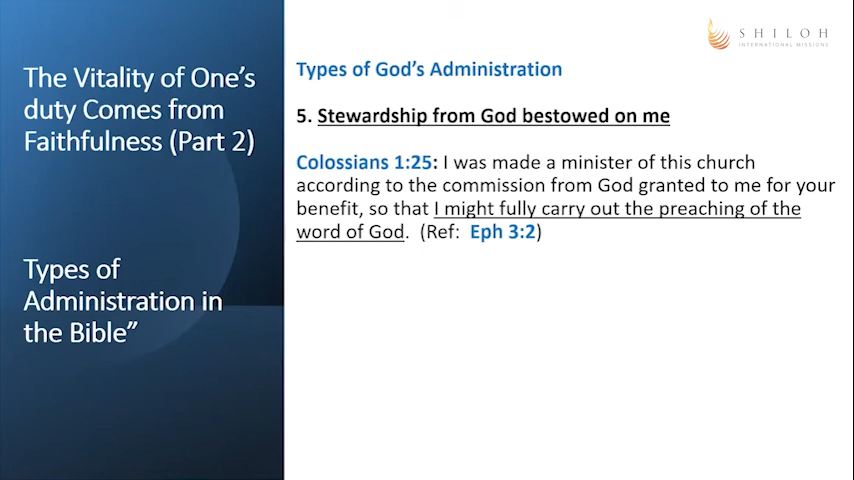 SHILOH
INTERNATIONAL MISSIONS
The Vitality of One's
duty Comes from
Faithfulness (Part 2)
Types of
Administration in
the Bible”
Types of God's Administration
5. Stewardship from God bestowed on me
Colossians 1:25: I was made a minister of this church
according to the commission from God granted to me for your
benefit, so that I might fully carry out the preaching of the
word of God. (Ref: Eph 3:2)